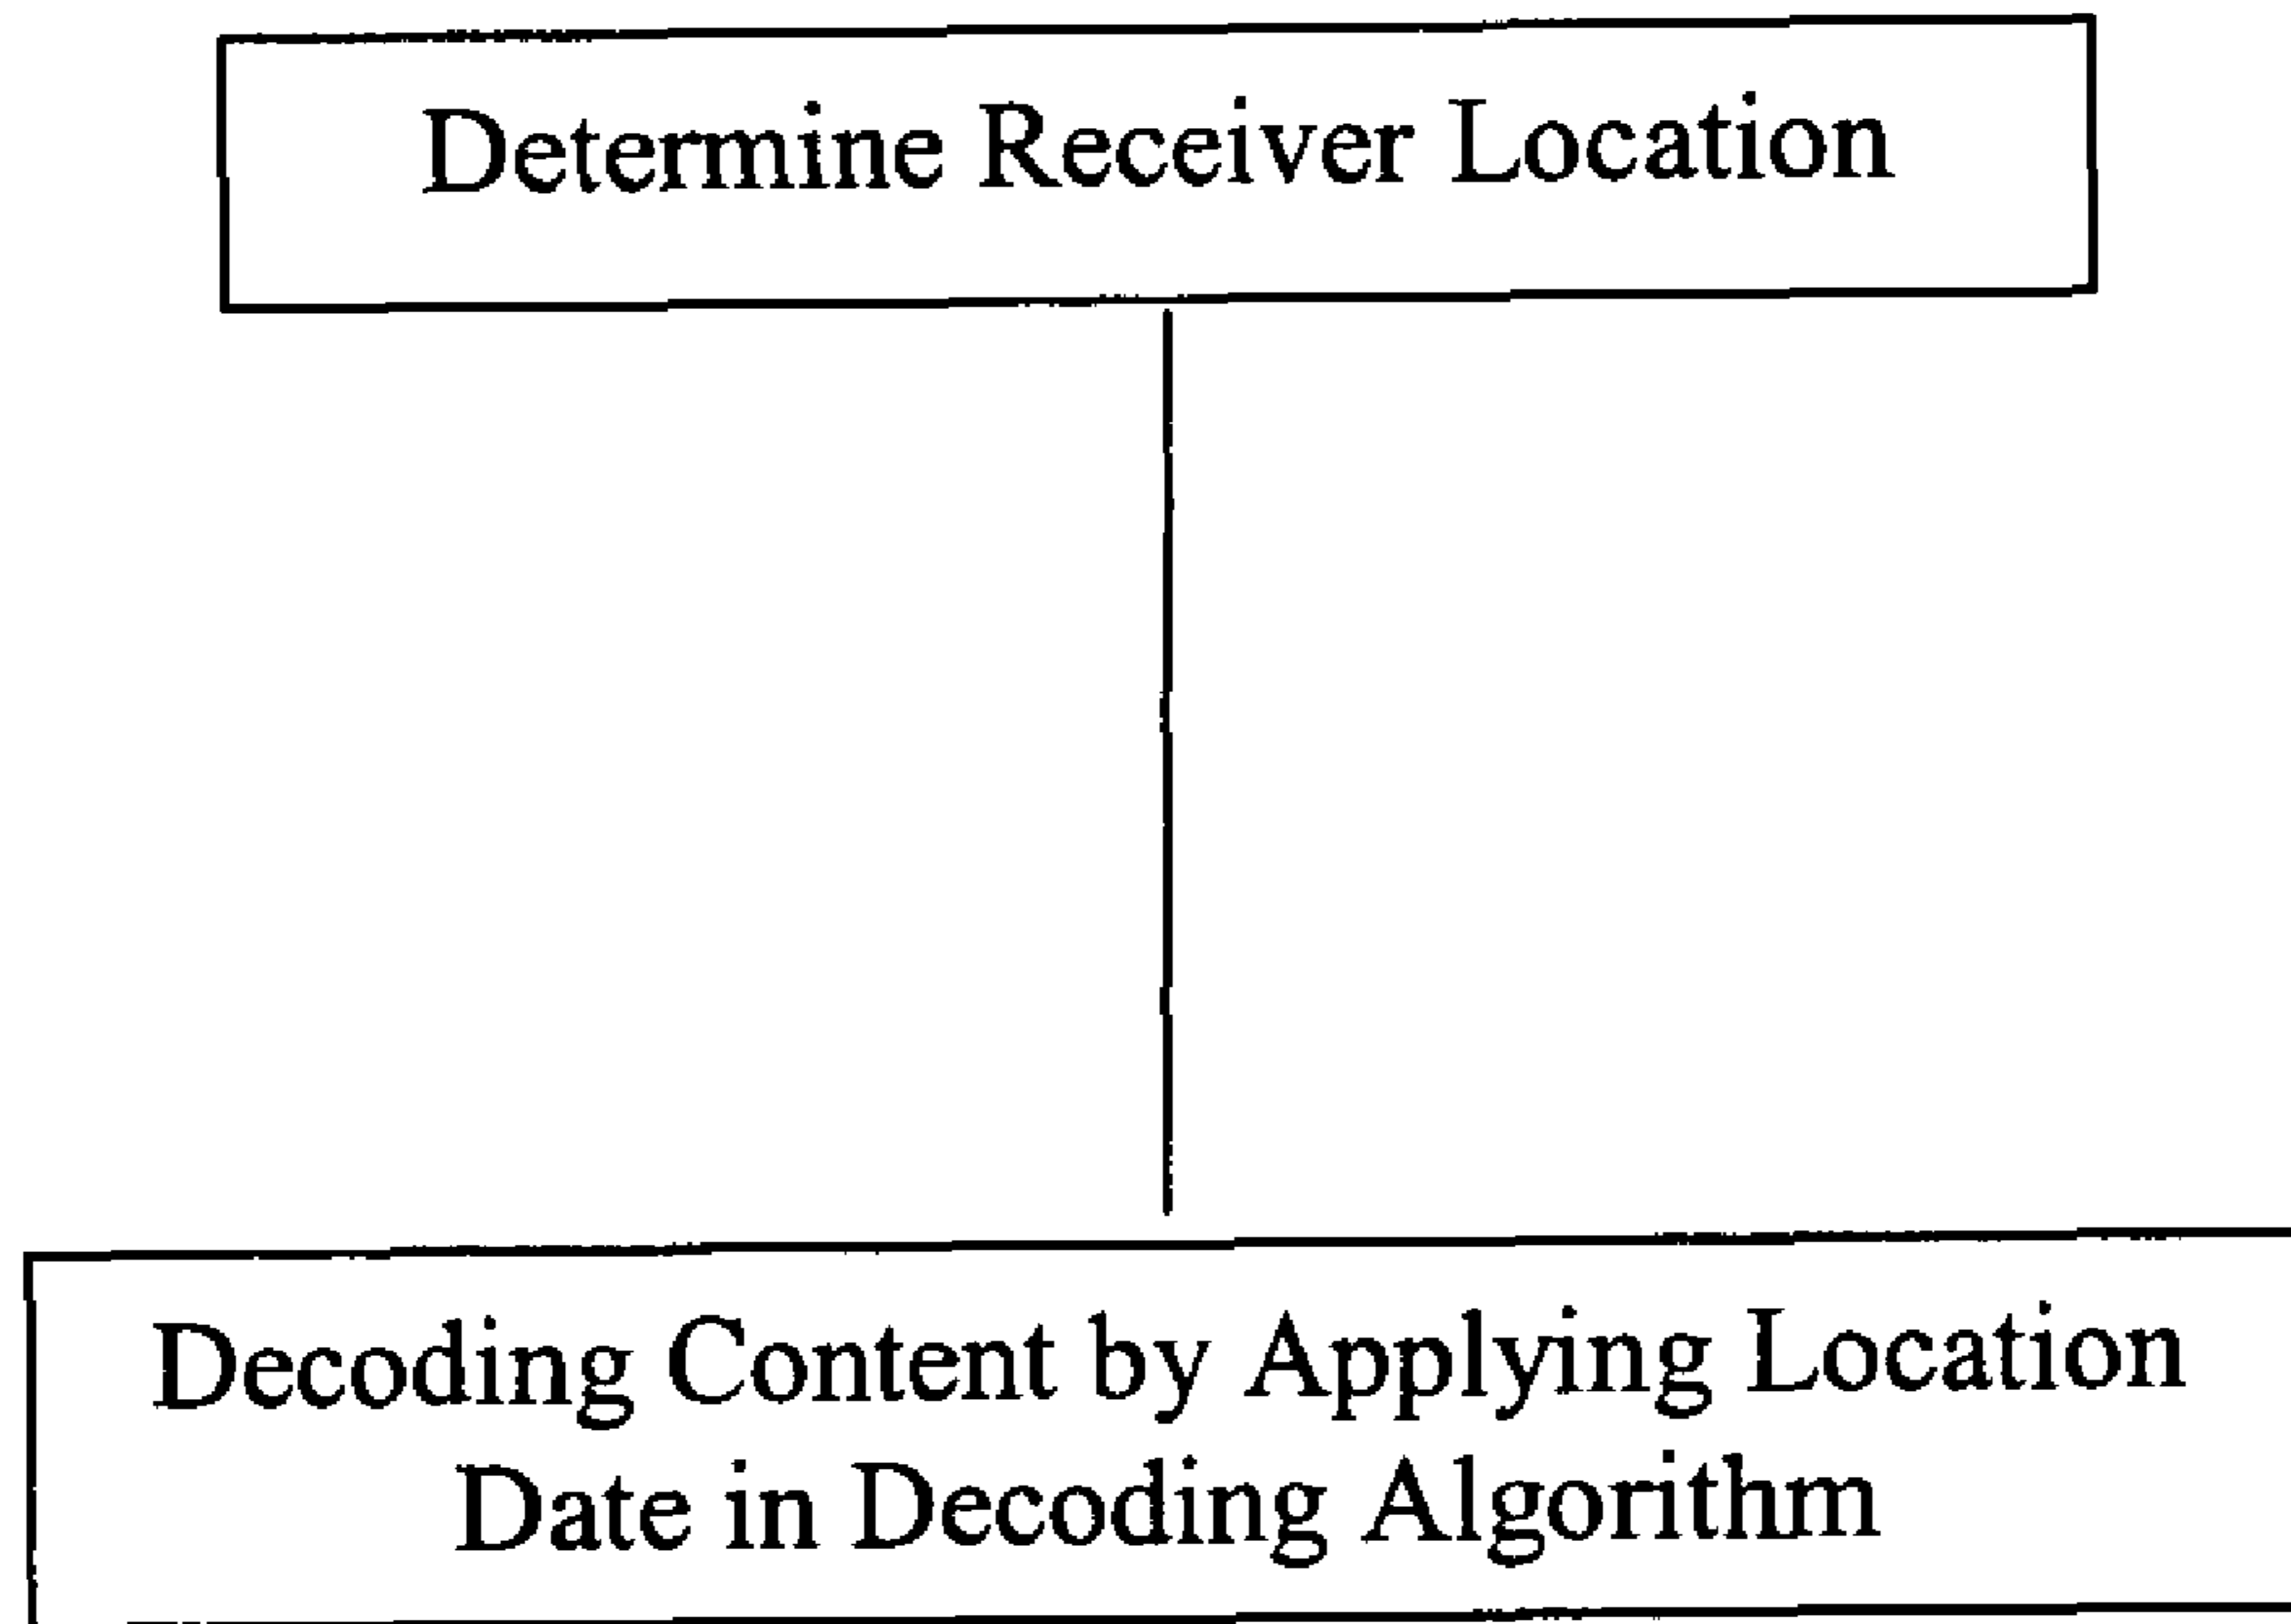 Determine Receiver Location
Decoding Content by Applying Location
Date in Decoding Algorithm